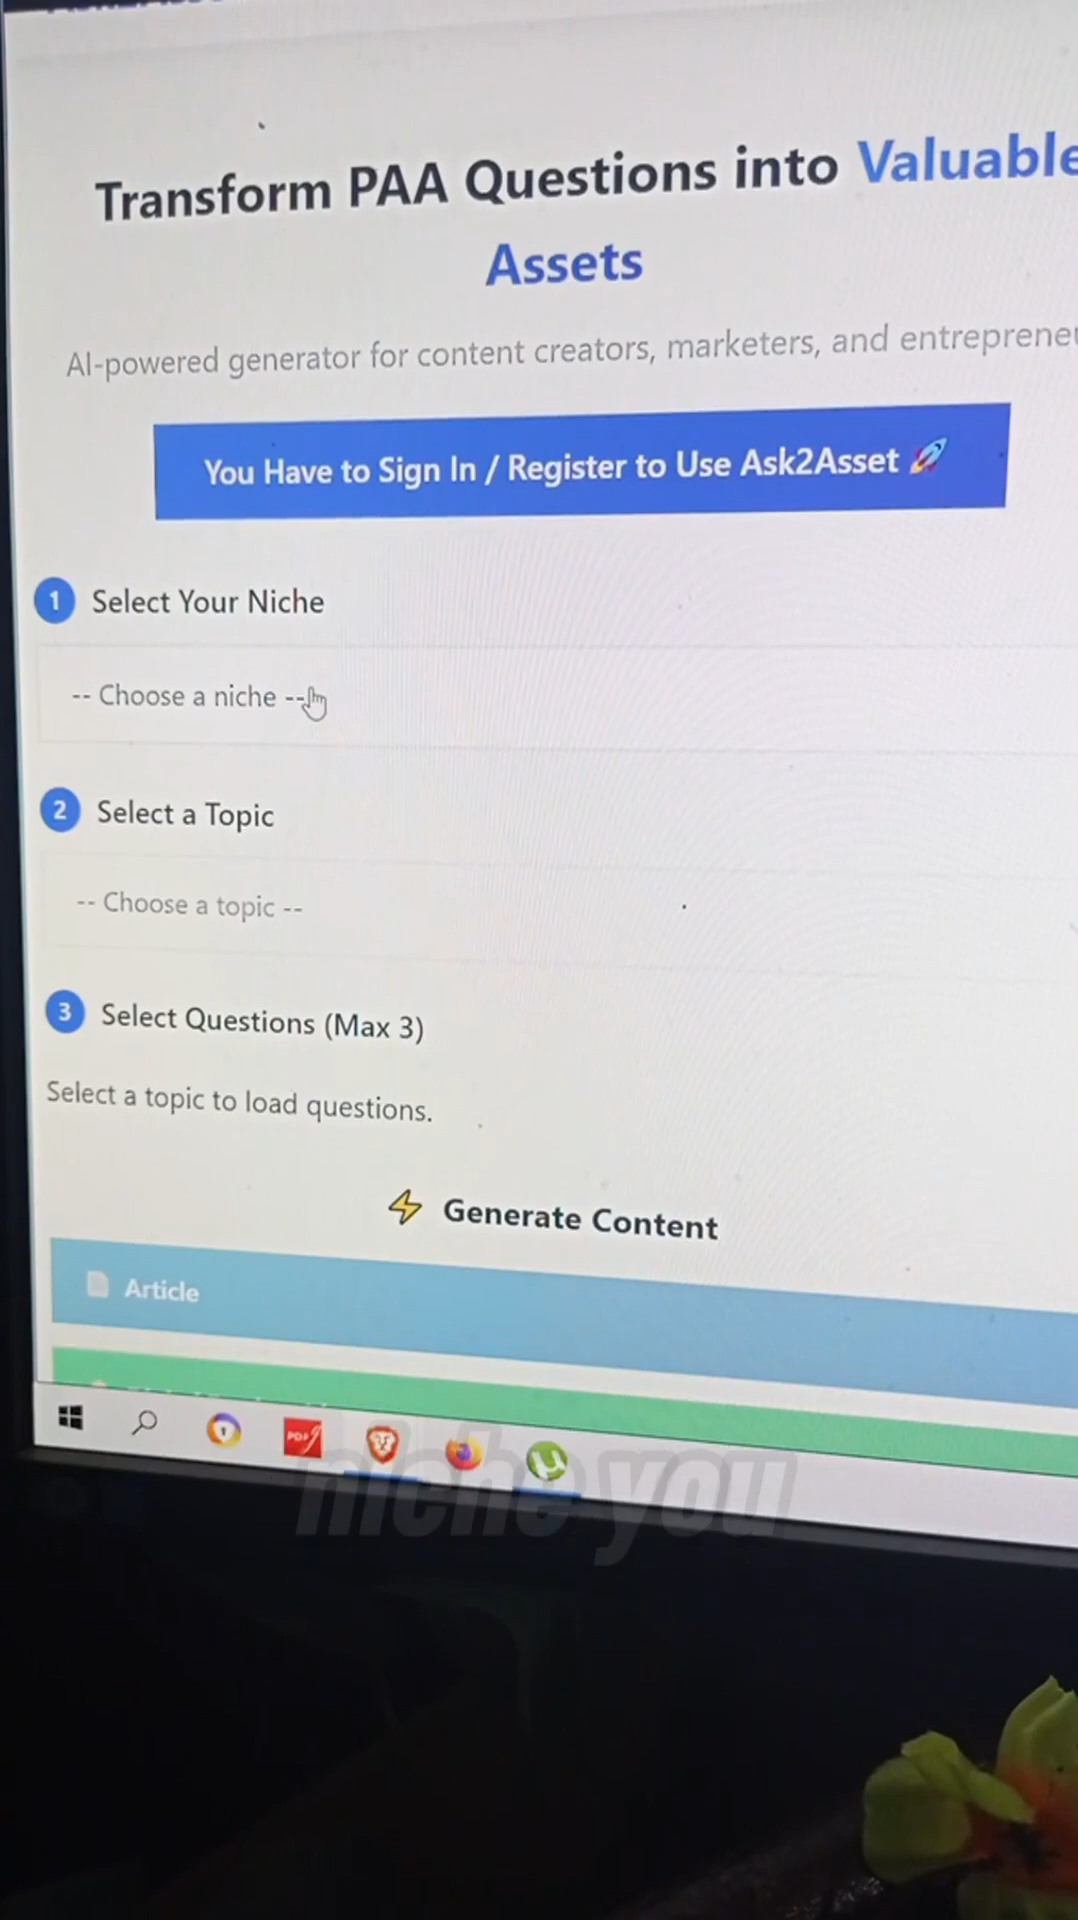 Transform PAA Questions into Valuable
Assets
AI-powered generator for content creators, marketers, and entrepreneu
You Have to Sign In / Register to Use Ask2Asset 🚀
1 Select Your Niche
-- Choose a niche --
2 Select a Topic
-- Choose a topic --
3 Select Questions (Max 3)
Select a topic to load questions.
⚡ Generate Content
Article
PDF
niche you